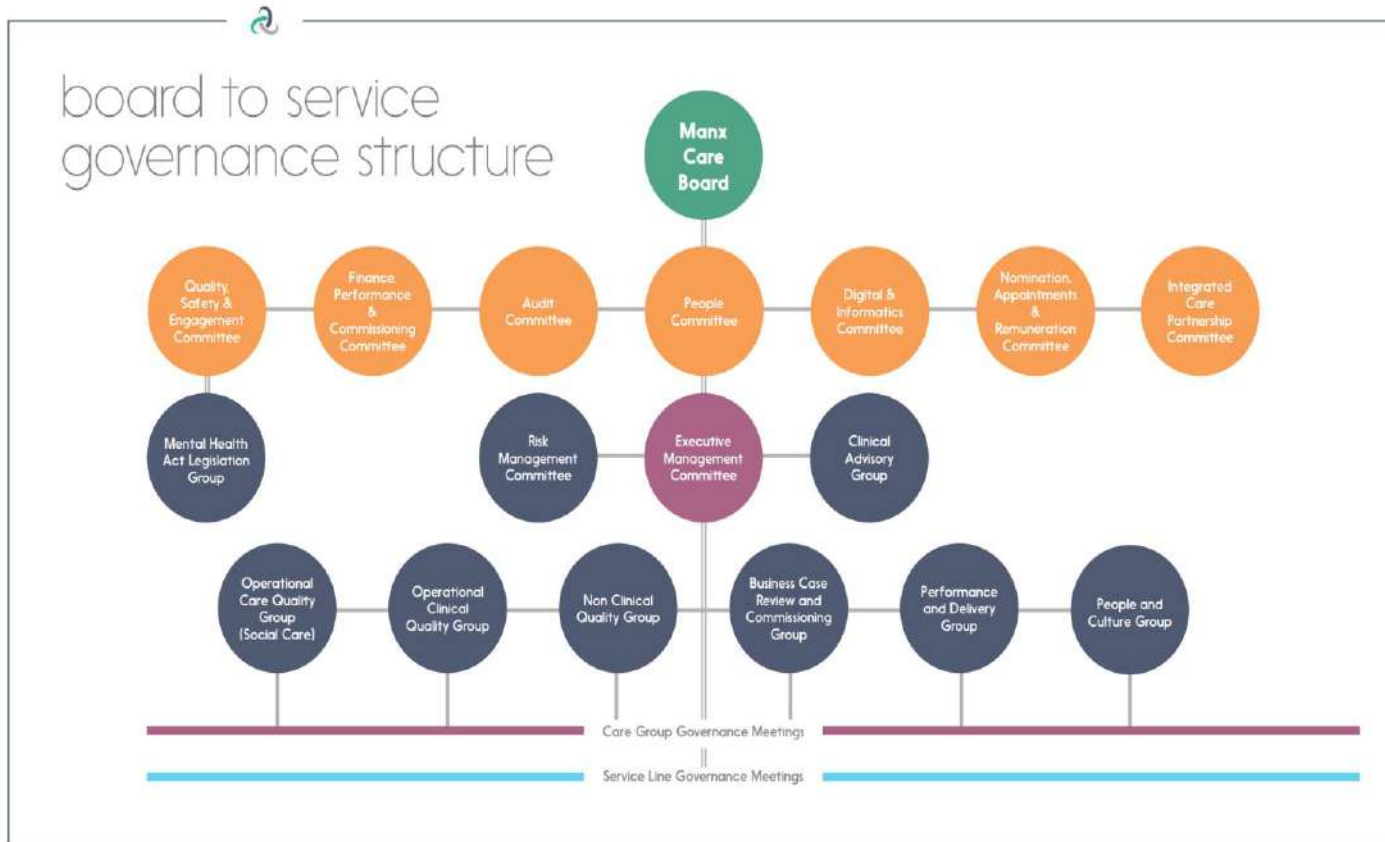 board to service
governance structure
Manx
Care
Board
Quality,
Safety &
Engagement
Committee
Finance,
Performance
&
Commissioning
Committee
Audit
Committee
People
Committee
Digital &
Informatics
Committee
Nomination,
Appointments
&
Remuneration
Committee
Integrated
Care
Partnership
Committee
Mental Health
Act Legislation
Group
Risk
Management
Committee
Executive
Management
Committee
Clinical
Advisory
Group
Operational
Care Quality
Group
(Social Care)
Operational
Clinical
Quality Group
Non Clinical
Quality Group
Business Case
Review and
Commissioning
Group
Performance
and Delivery
Group
People and
Culture Group
Care Group Governance Meetings
Service Line Governance Meetings